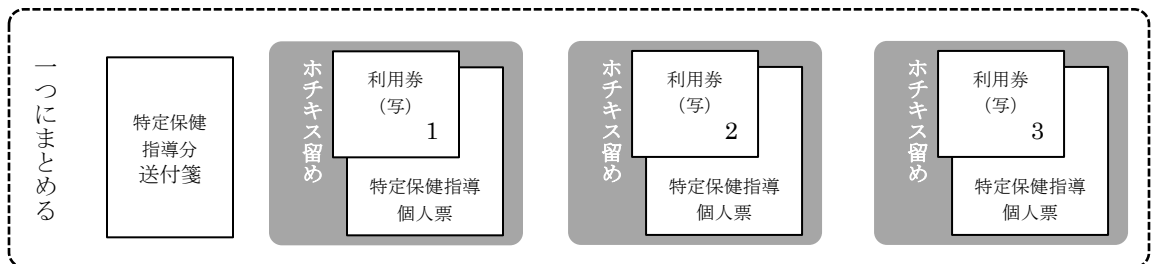 一つにまとめる
特定保健
指導分
送付箋
ホチキス留め
利用券
（写）
1
特定保健指導
個人票
ホチキス留め
利用券
（写）
2
特定保健指導
個人票
ホチキス留め
利用券
（写）
3
特定保健指導
個人票